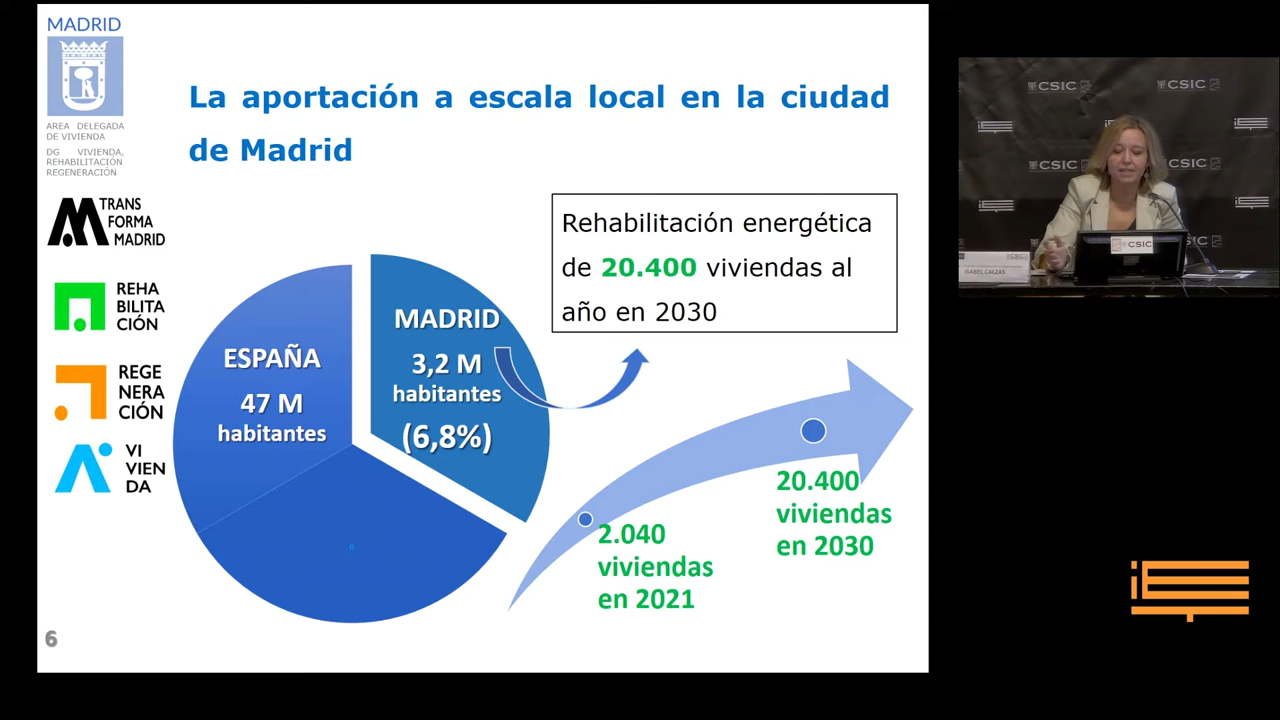 MADRID
AREA DELEGADA
DE VIVIENDA
DG VIVIENDA,
REHABILITACIÓN
REGENERACIÓN
TRANS
FORMA
MADRID
REHA
BILITA
CIÓN
REGE
NERA
CIÓN
VI
VIEN
DA
La aportación a escala local en la ciudad
de Madrid
ESPAÑA
47 M
habitantes
MADRID
3,2 M
habitantes
(6,8%)
Rehabilitación energética
de 20.400 viviendas al
año en 2030
2.040
viviendas
en 2021
20.400
viviendas
en 2030
6
CSIC
CSIC
CSIC
CSIC
CSIC
ISABEL CALZAS